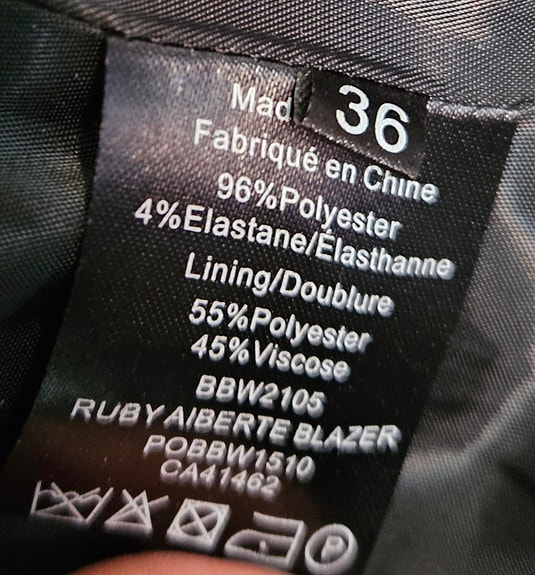 36
Mad
Fabriqué en Chine
96%Polyester
4%Elastane/Élasthanne
Lining/Doublure
55%Polyester
45%Viscose
BBW2105
RUBY AIBERTE BLAZER
POBBW1510
CA41462
P